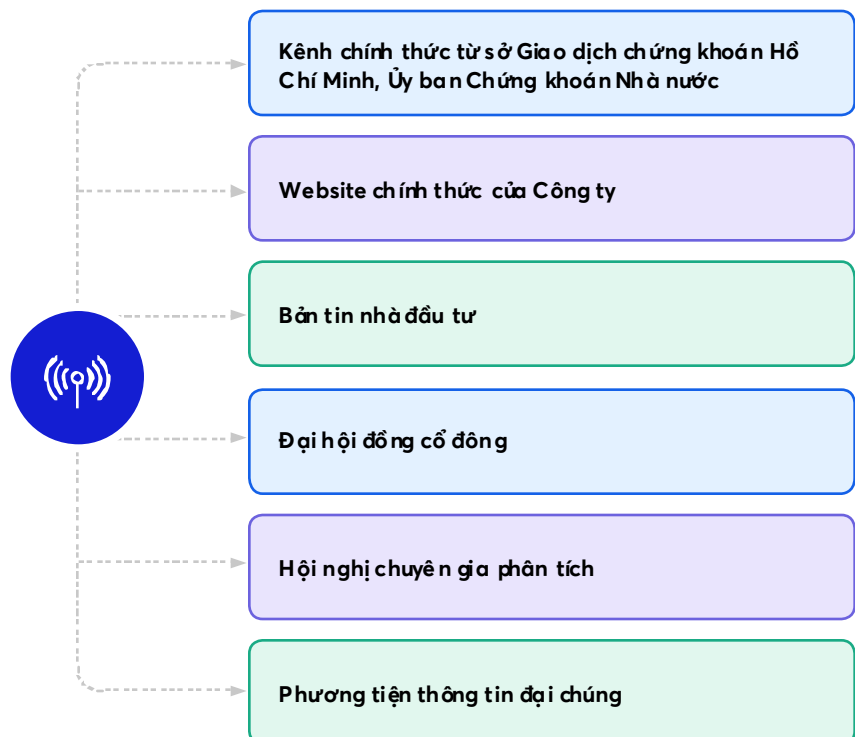 Kênh chính thức từ sở Giao dịch chứng khoán Hồ
Chí Minh, Ủy ban Chứng khoán Nhà nước
Website chính thức của Công ty
Bản tin nhà đầu tư
Đại hội đồng cổ đông
Hội nghị chuyên gia phân tích
Phương tiện thông tin đại chúng